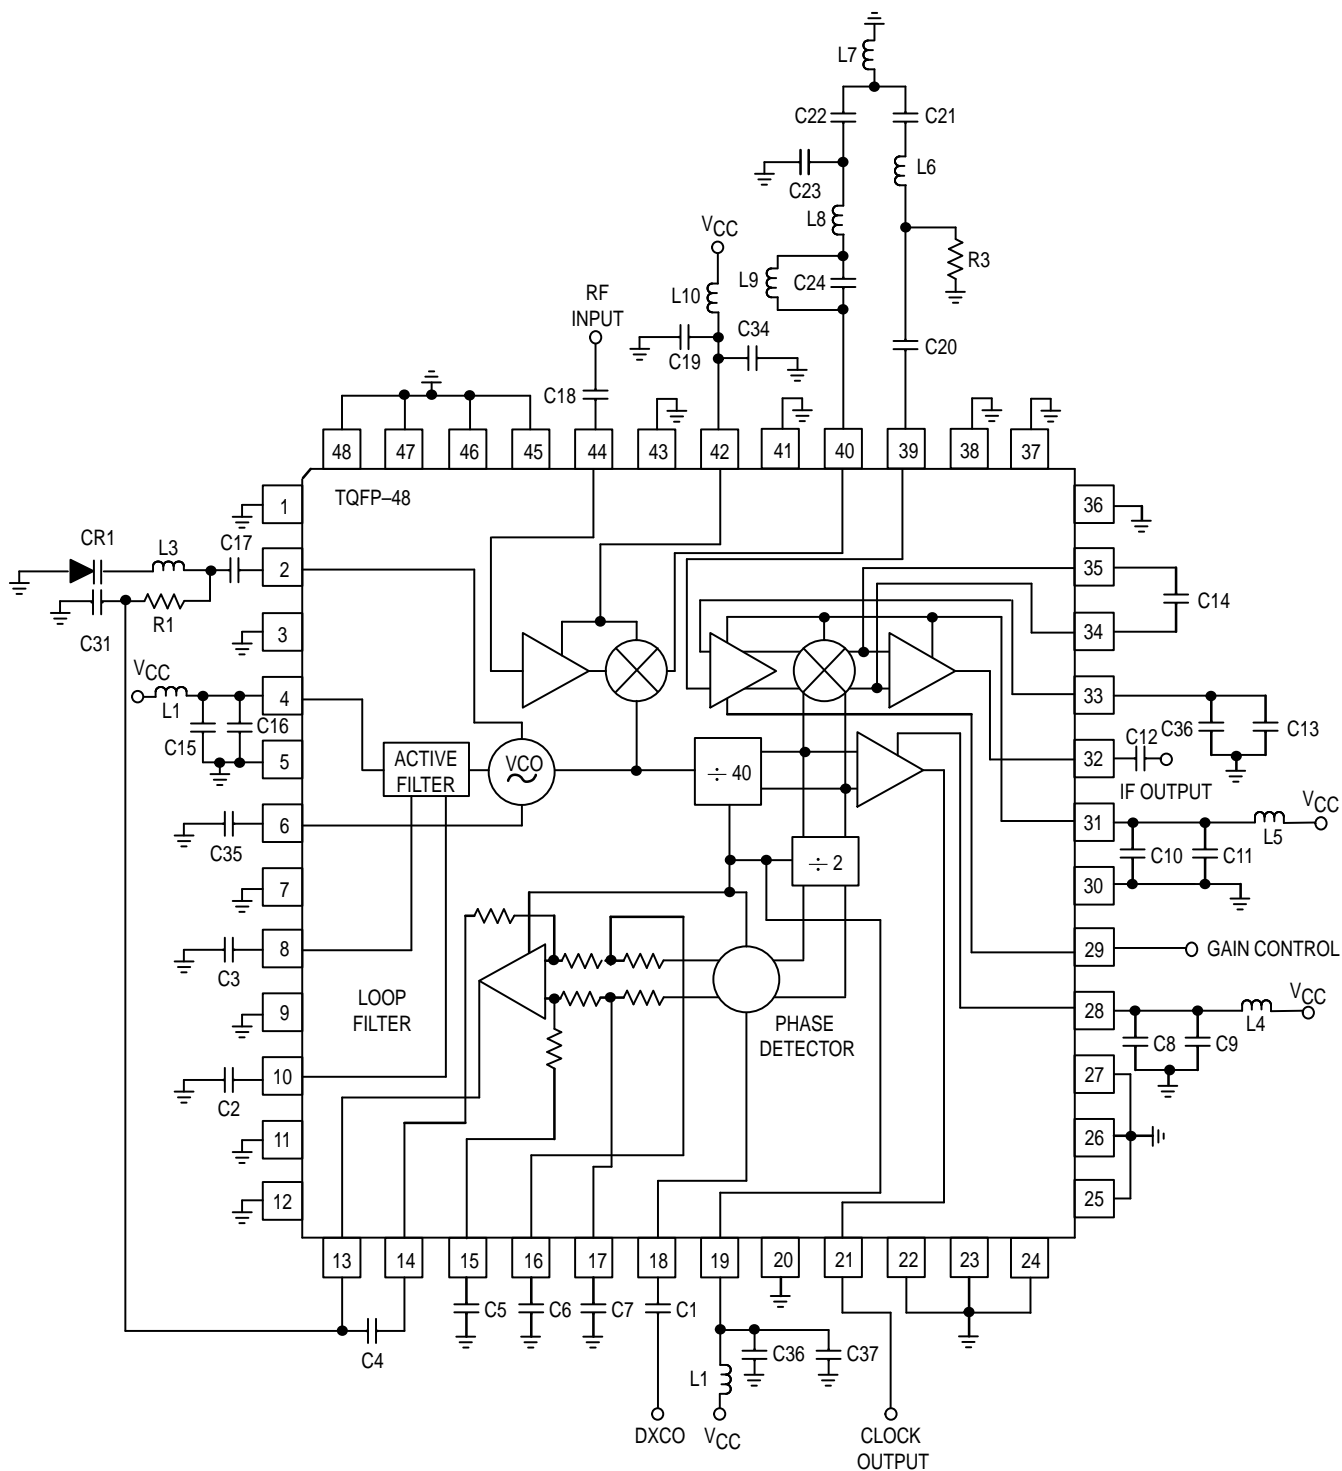 L7
C22
C21
C23
L6
L8
VCC
R3
L9
C24
L10
RF
INPUT
C34
C19
C20
C18
48
47
46
45
44
43
42
41
40
39
38
37
TQFP–48
1
36
CR1
L3
C17
2
35
C14
C31
R1
3
34
VCC
L1
C15
C16
4
33
C36
C13
5
ACTIVE
FILTER
VCO
÷ 40
32
C12
IF OUTPUT
6
C35
31
L5
VCC
C10
C11
÷ 2
7
30
8
C3
29
GAIN CONTROL
9
LOOP
FILTER
PHASE
DETECTOR
28
L4
VCC
C8
C9
10
C2
27
11
26
12
25
13
14
15
16
17
18
19
20
21
22
23
24
C5
C6
C7
C1
C4
C36
C37
L1
DXCO
VCC
CLOCK
OUTPUT